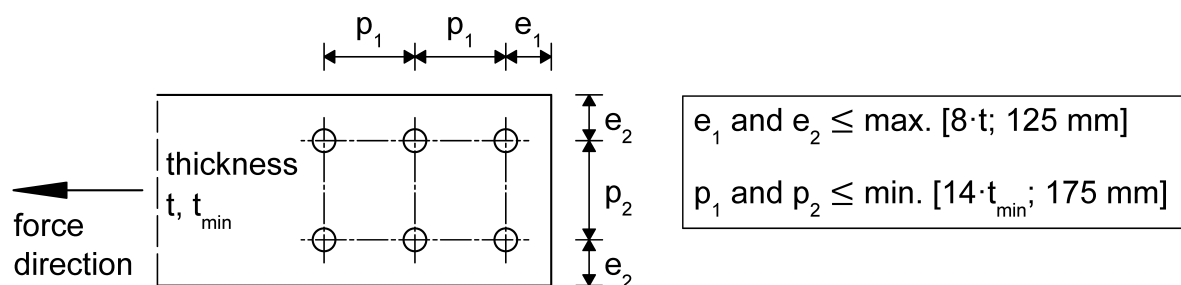 p₁ p₁ e₁
e₂
p₂
e₂
thickness
t, tₘᵢₙ
force
direction
e₁ and e₂ ≤ max. [8·t; 125 mm]
p₁ and p₂ ≤ min. [14·tₘᵢₙ; 175 mm]